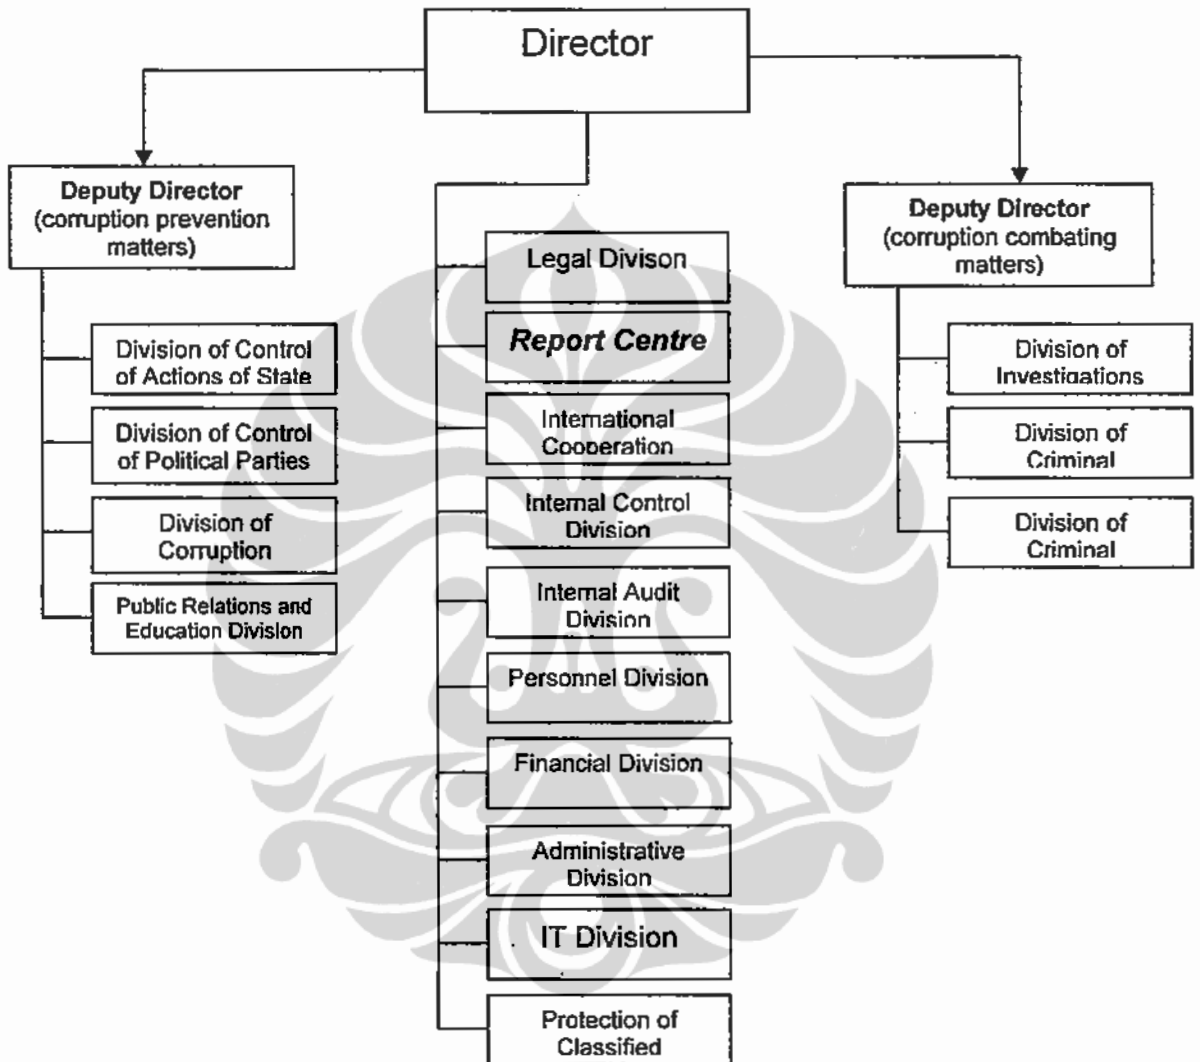 Director
Deputy Director
(corruption prevention
matters)
Division of Control
of Actions of State
Division of Control
of Political Parties
Division of
Corruption
Public Relations and
Education Division
Legal Divison
Report Centre
International
Cooperation
Internal Control
Division
Internal Audit
Division
Personnel Division
Financial Division
Administrative
Division
IT Division
Protection of
Classified
Deputy Director
(corruption combating
matters)
Division of
Investigations
Division of
Criminal
Division of
Criminal